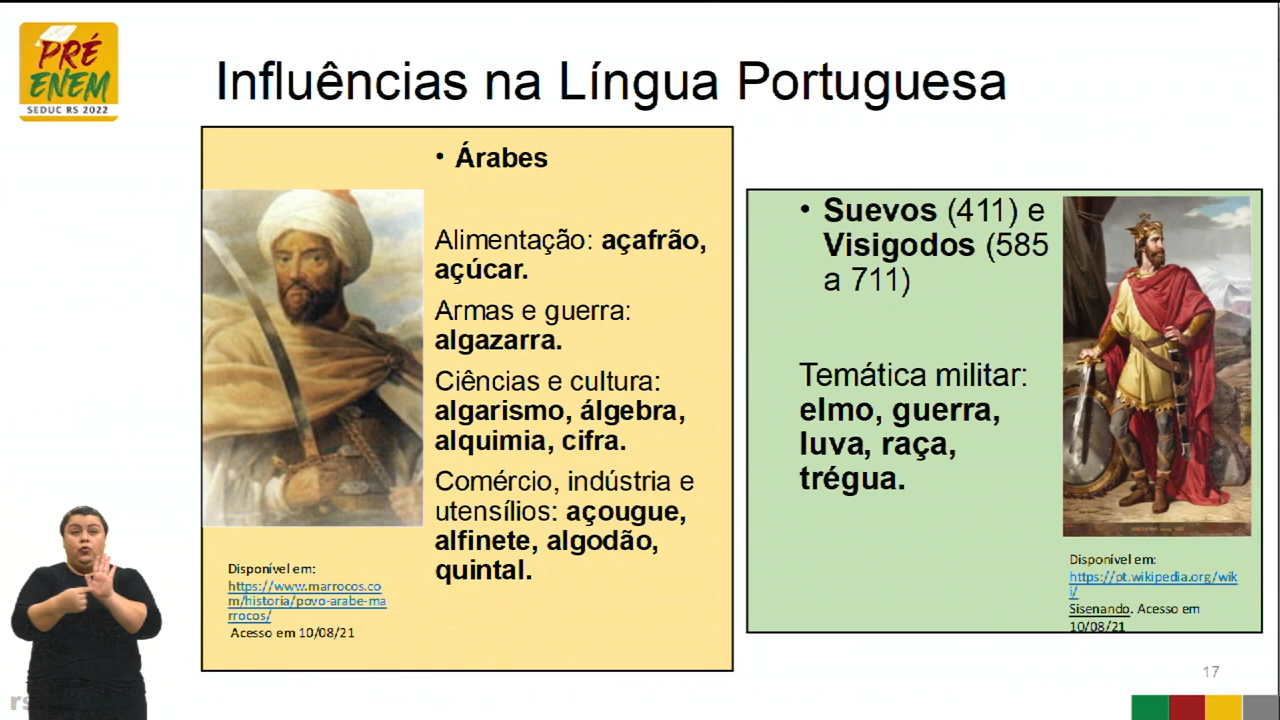 PRÉ
ENEM
SEDUC RS 2022
Influências na Língua Portuguesa
• Árabes
Alimentação: açafrão,
açúcar.
Armas e guerra:
algazarra.
Ciências e cultura:
algarismo, álgebra,
alquimia, cifra.
Comércio, indústria e
utensílios: açougue,
alfinete, algodão,
quintal.
Disponível em:
https://www.marrocos.co
m/historia/povo-arabe-ma
rrocos/
Acesso em 10/08/21
• Suevos (411) e
Visigodos (585
a 711)
Temática militar:
elmo, guerra,
luva, raça,
trégua.
Disponível em:
https://pt.wikipedia.org/wik
i/
Sisenando. Acesso em
10/08/21
17